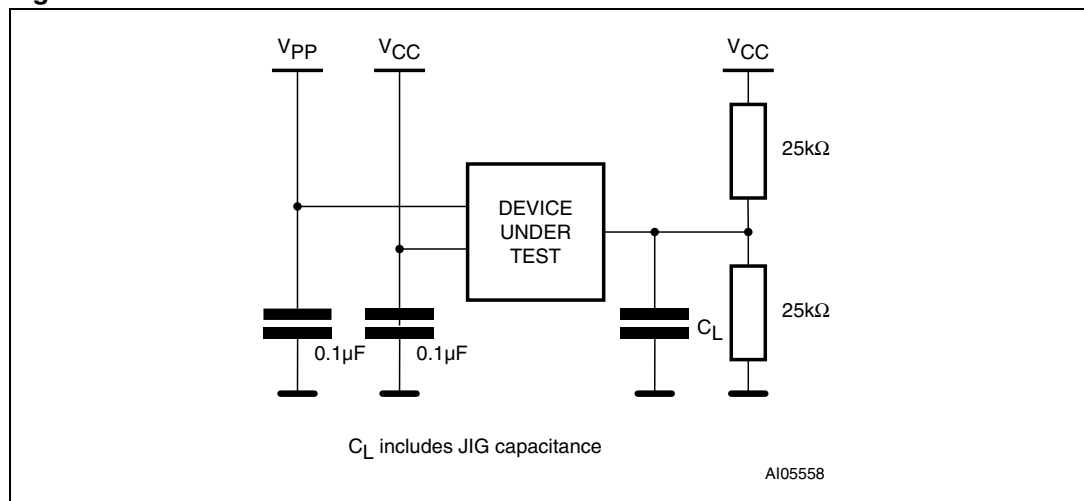 VPP
VCC
VCC
25kΩ
DEVICE
UNDER
TEST
25kΩ
CL
0.1µF
0.1µF
CL includes JIG capacitance
AI05558